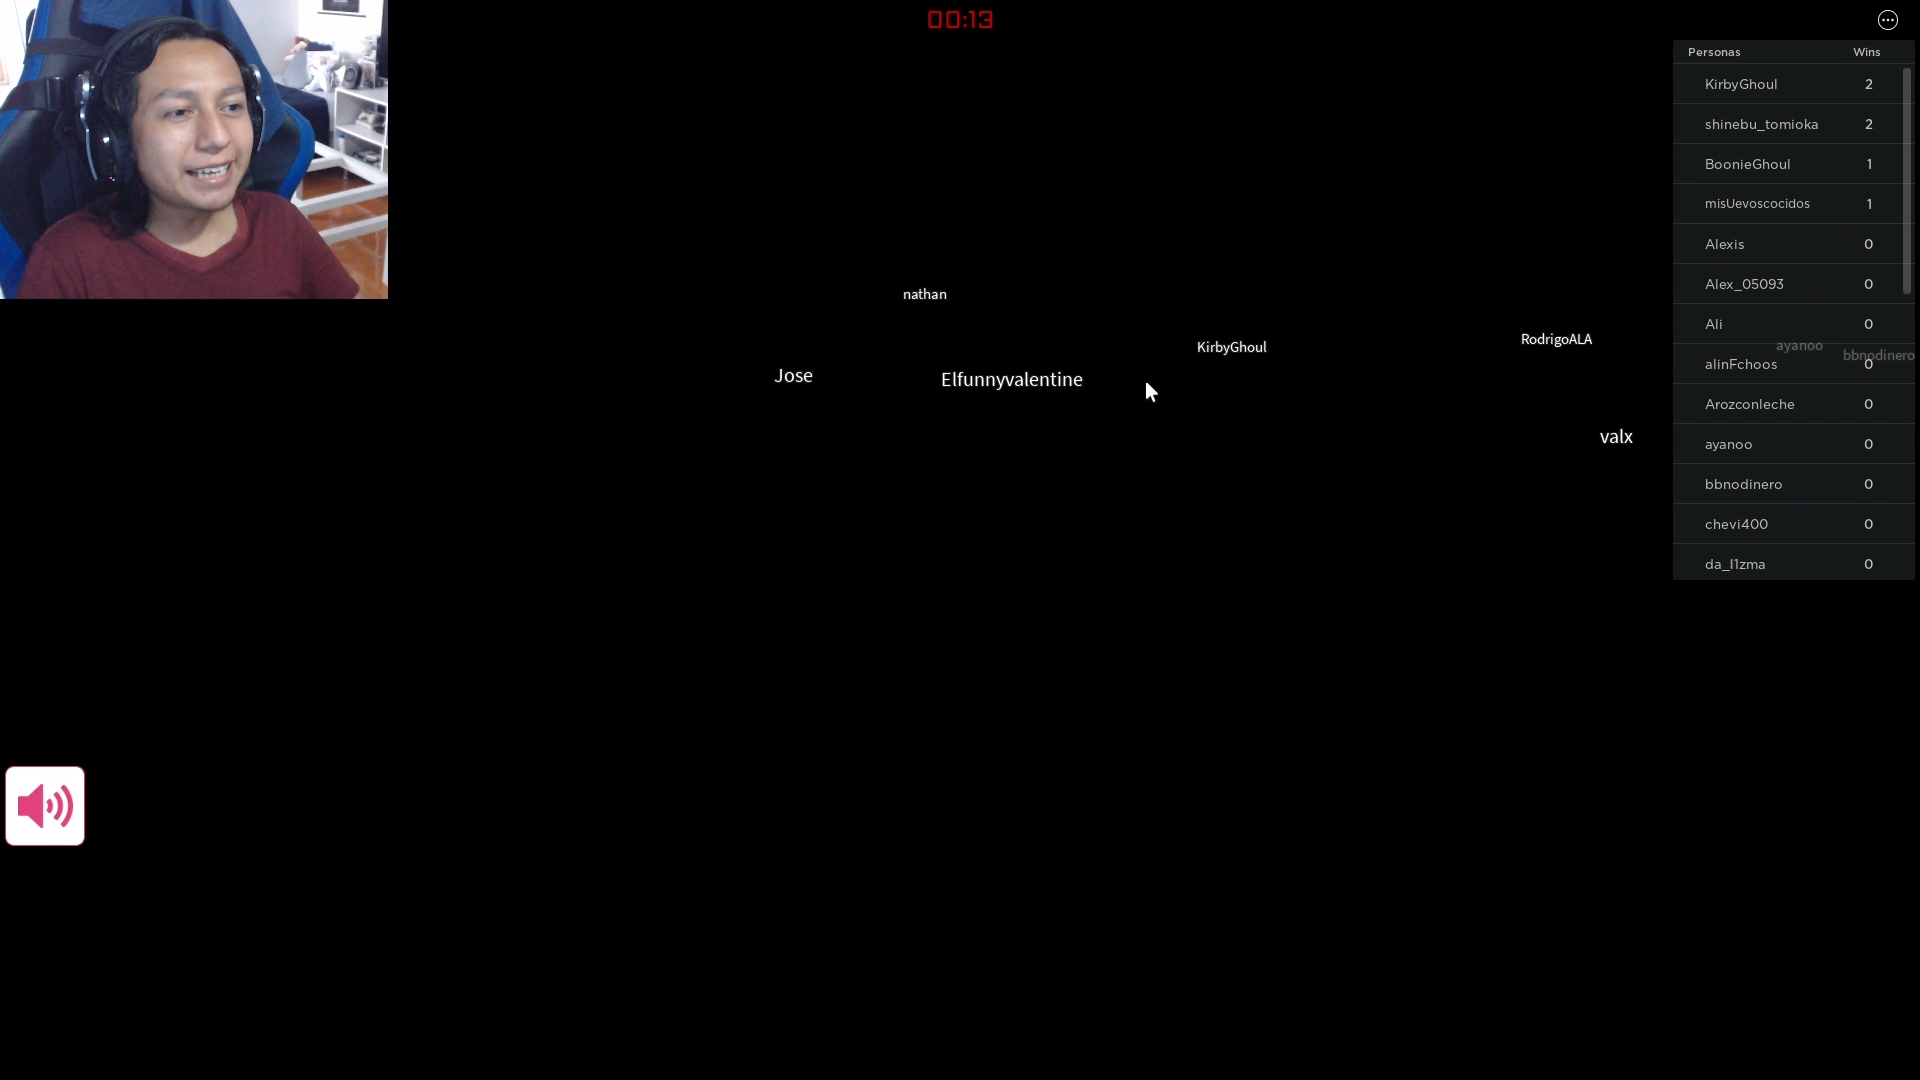 00:13
Personas Wins
KirbyGhoul 2
shinebu_tomioka 2
BoonieGhoul 1
misUevoscocidos 1
Alexis 0
Alex_05093 0
Ali 0
alinFchoos 0
Arozconleche 0
ayanoo 0
bbnodinero 0
chevi400 0
da_l1zma 0
nathan
KirbyGhoul
RodrigoALA
ayanoo
bbnodinero
Jose
Elfunnyvalentine
valx